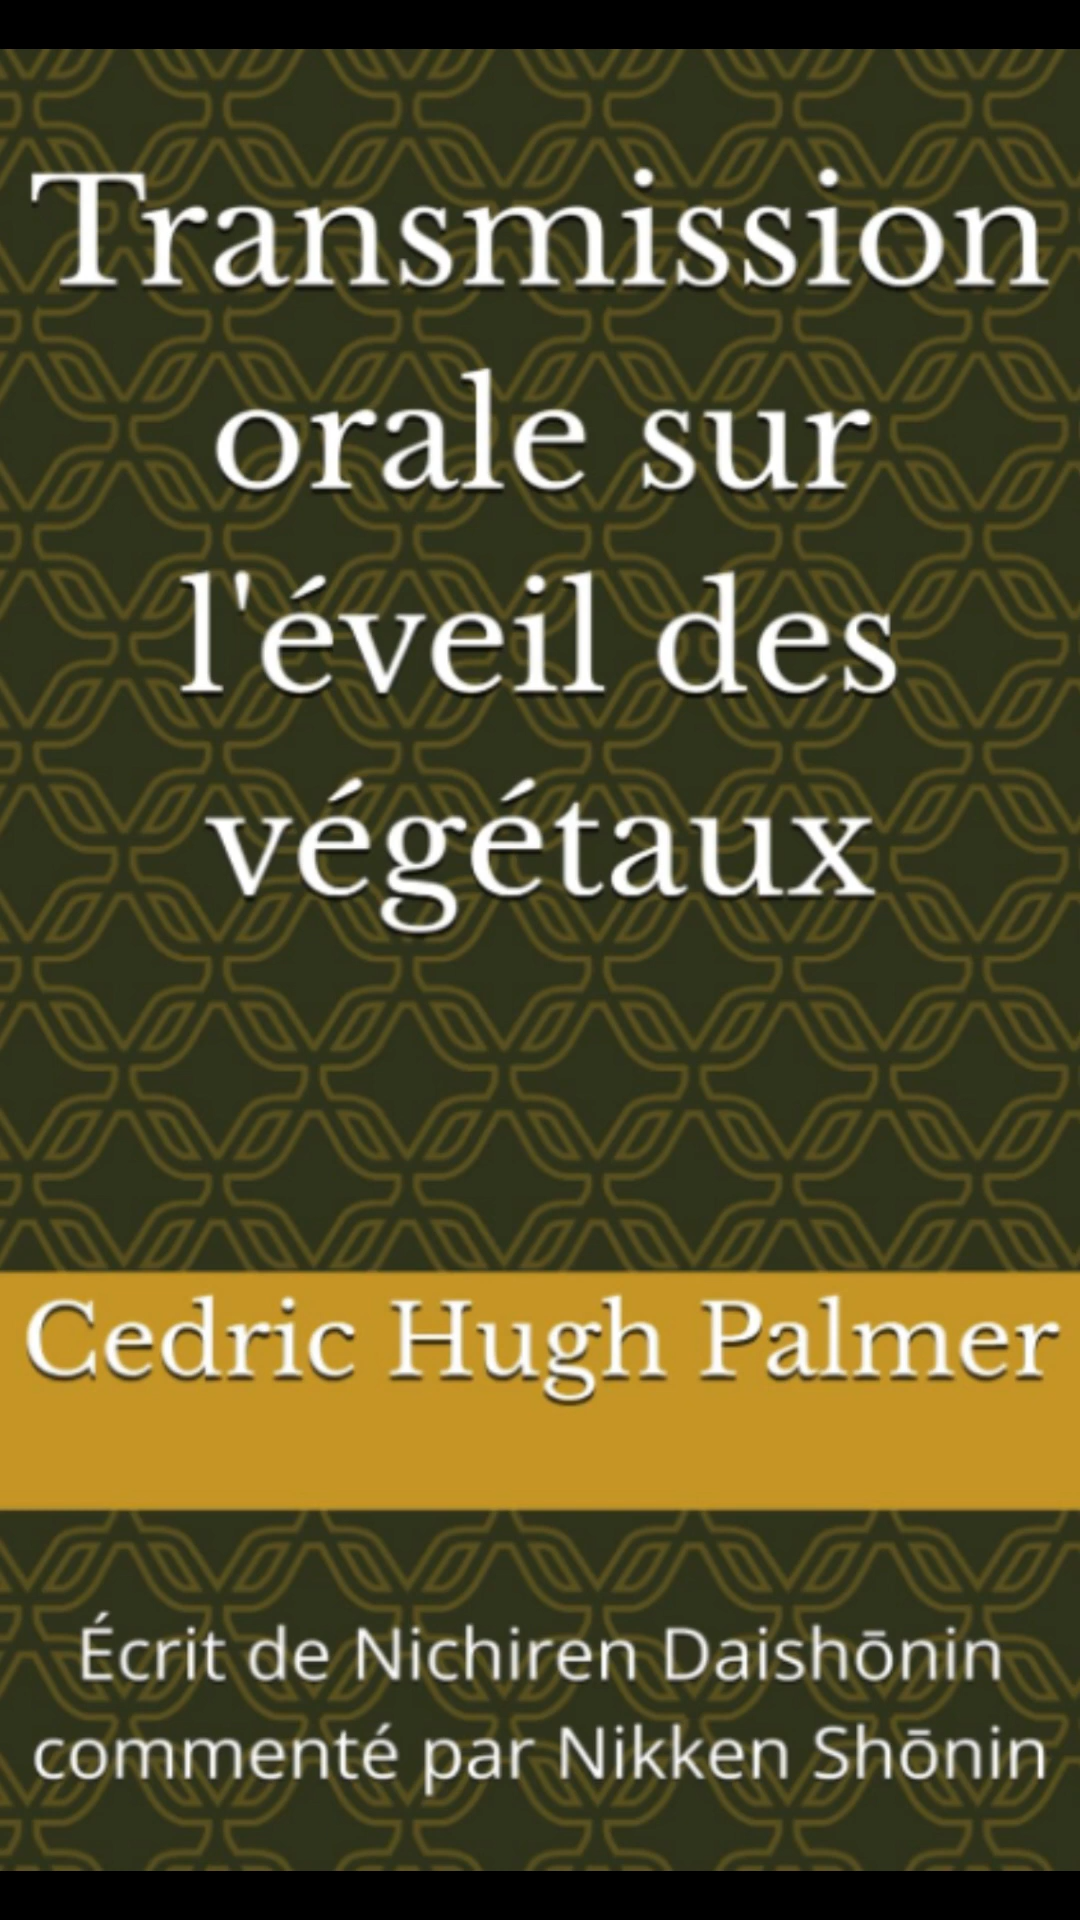 Transmission
orale sur
l'éveil des
végétaux
Cedric Hugh Palmer
Écrit de Nichiren Daishōnin
commenté par Nikken Shōnin